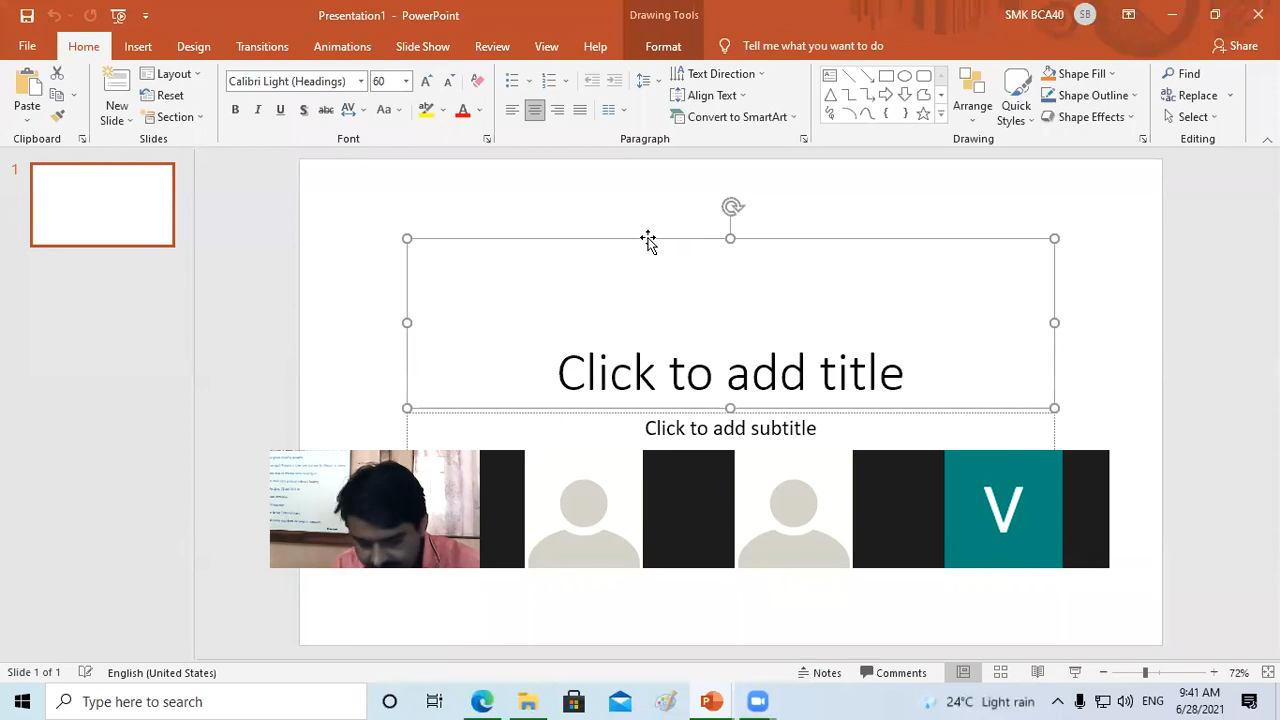 Presentation1 - PowerPoint
Drawing Tools
SMK BCA40
SB
File
Home
Insert
Design
Transitions
Animations
Slide Show
Review
View
Help
Format
Tell me what you want to do
Share
Paste
New
Slide
Layout
Reset
Section
Calibri Light (Headings)
60
B
I
U
S
abc
AV
Aa
A
Text Direction
Align Text
Convert to SmartArt
Arrange
Quick
Styles
Shape Fill
Shape Outline
Shape Effects
Find
Replace
Select
Clipboard
Slides
Font
Paragraph
Drawing
Editing
1
Click to add title
Click to add subtitle
V
Slide 1 of 1
English (United States)
Notes
Comments
72%
Type here to search
24°C Light rain
ENG
9:41 AM
6/28/2021